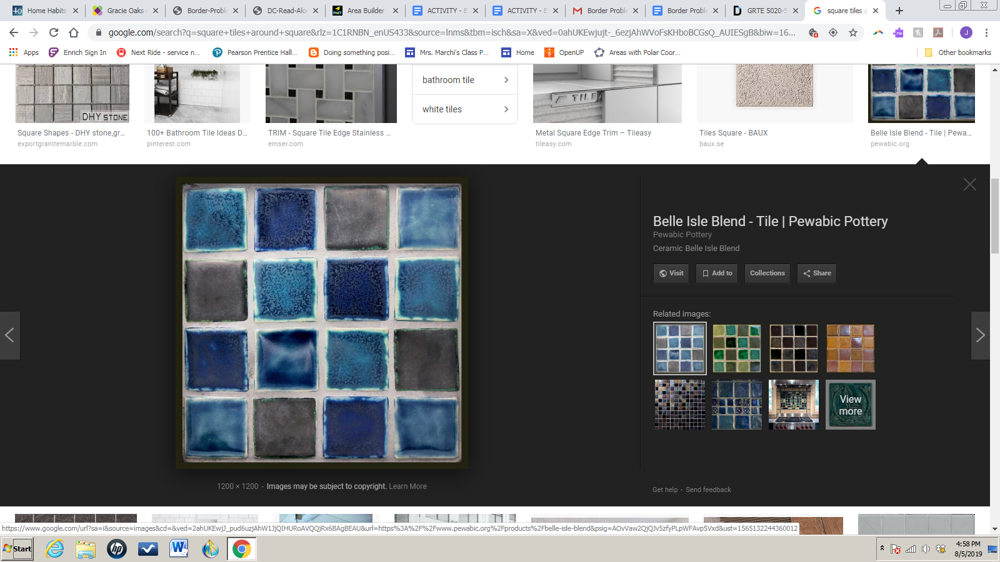 Home Habits
Gracie Oaks
Border-Proble
DC-Read-Alo
Area Builder
ACTIVITY - B
ACTIVITY - B
Border Proble
Border Proble
GRTE 5020-5
square tiles a
google.com/search?q=square+tiles+around+square&rlz=1C1RNBN_enUS433&source=lnms&tbm=isch&sa=X&ved=0ahUKEwjujt-_6ezjAhWVoFsKHboBCGsQ_AUIESgB&biw=16...
Apps
Enrich Sign In
Next Ride - service n...
Pearson Prentice Hall...
Doing something posi...
Mrs. Marchi's Class P...
Home
OpenUP
Areas with Polar Coor...
Other bookmarks
DHY STONE
bathroom tile
white tiles
TILE
Square Shapes - DHY stone,gr...
exportgranitemarble.com
100+ Bathroom Tile Ideas D...
pinterest.com
TRIM - Square Tile Edge Stainless ...
emser.com
Metal Square Edge Trim – Tileasy
tileasy.com
Tiles Square - BAUX
baux.se
Belle Isle Blend - Tile | Pewa...
pewabic.org
Belle Isle Blend - Tile | Pewabic Pottery
Pewabic Pottery
Ceramic Belle Isle Blend
Visit
Add to
Collections
Share
Related images:
View
more
1200 × 1200 - Images may be subject to copyright. Learn More
Get help - Send feedback
https://www.google.com/url?sa=i&source=images&cd=&ved=2ahUKEwjJ_pud6uzjAhW1JjQIHURoAVQQjRx6BAgBEAU&url=https%3A%2F%2Fwww.pewabic.org%2Fproducts%2Fbelle-isle-blend&psig=AOvVaw2QjQJv5zfyPLpWFAvp5Vxd&ust=1565132244360012
Start
4:58 PM
8/5/2019